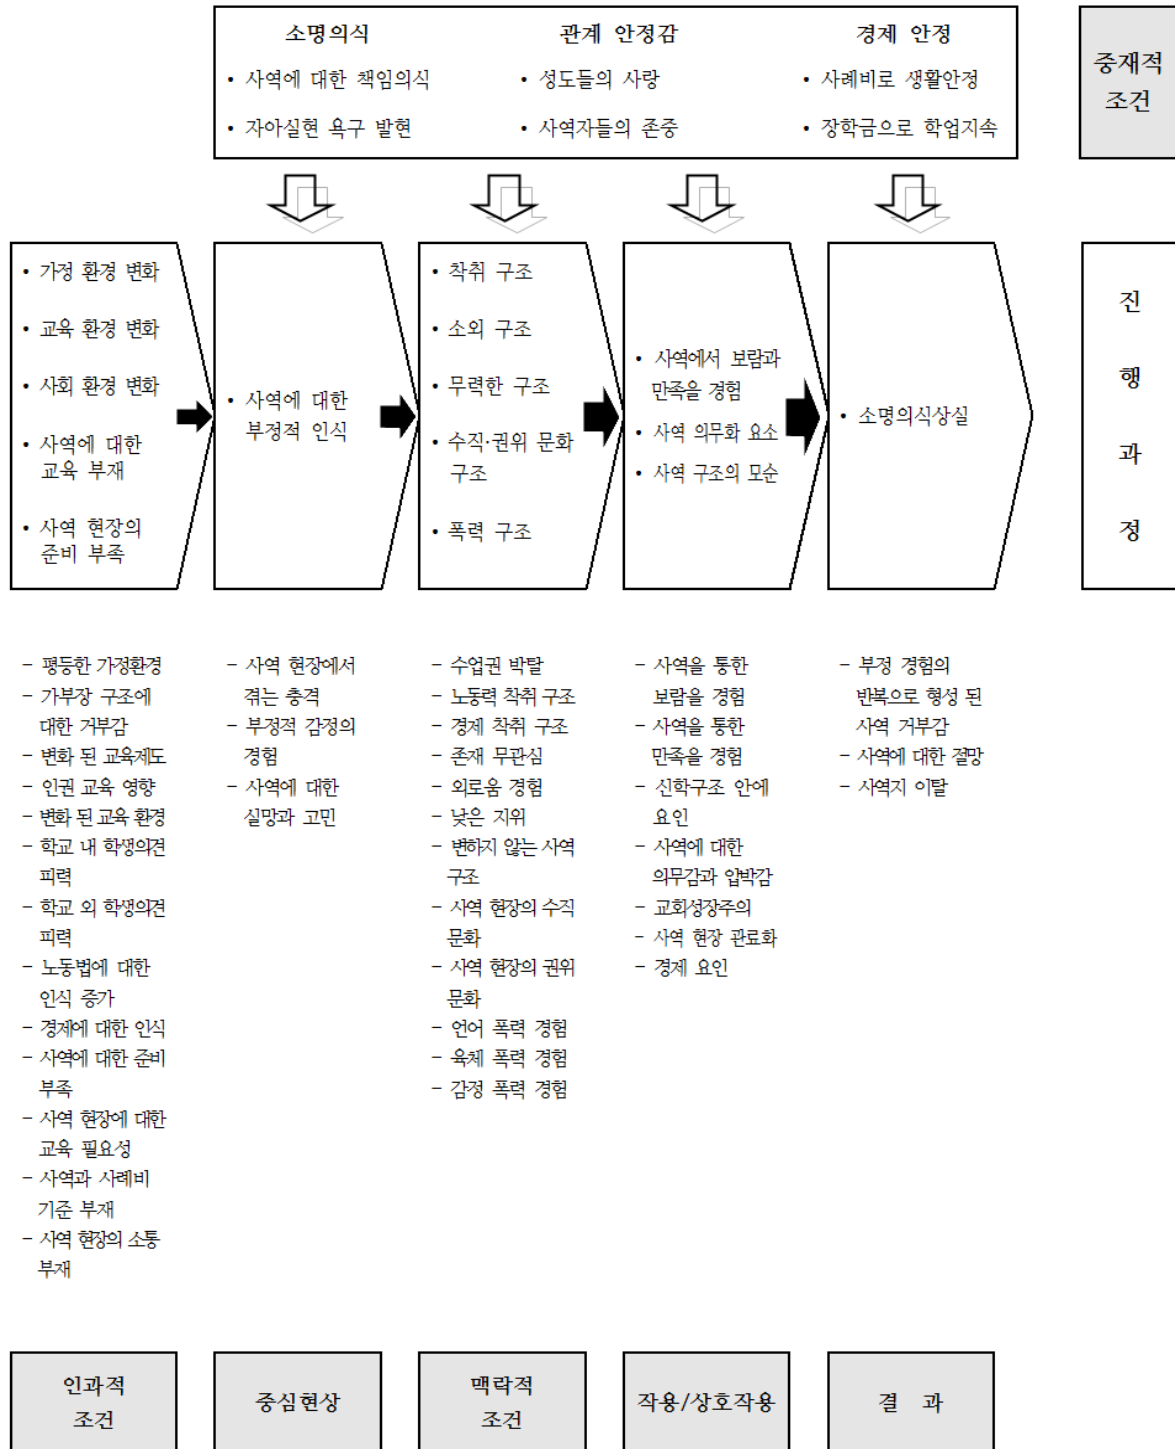 소명의식
• 사역에 대한 책임의식
• 자아실현 욕구 발현
관계 안정감
• 성도들의 사랑
• 사역자들의 존중
경제 안정
• 사례비로 생활안정
• 장학금으로 학업지속
중재적
조건
• 가정 환경 변화
• 교육 환경 변화
• 사회 환경 변화
• 사역에 대한
교육 부재
• 사역 현장의
준비 부족
• 사역에 대한
부정적 인식
• 착취 구조
• 소외 구조
• 무력한 구조
• 수직·권위 문화
구조
• 폭력 구조
• 사역에서 보람과
만족을 경험
• 사역 의무화 요소
• 사역 구조의 모순
• 소명의식상실
진
행
과
정
- 평등한 가정환경
- 가부장 구조에
대한 거부감
- 변화 된 교육제도
- 인권 교육 영향
- 변화 된 교육 환경
- 학교 내 학생의견
피력
- 학교 외 학생의견
피력
- 노동법에 대한
인식 증가
- 경제에 대한 인식
- 사역에 대한 준비
부족
- 사역 현장에 대한
교육 필요성
- 사역과 사례비
기준 부재
- 사역 현장의 소통
부재
- 사역 현장에서
겪는 충격
- 부정적 감정의
경험
- 사역에 대한
실망과 고민
- 수업권 박탈
- 노동력 착취 구조
- 경제 착취 구조
- 존재 무관심
- 외로움 경험
- 낮은 지위
- 변하지 않는 사역
구조
- 사역 현장의 수직
문화
- 사역 현장의 권위
문화
- 언어 폭력 경험
- 육체 폭력 경험
- 감정 폭력 경험
- 사역을 통한
보람을 경험
- 사역을 통한
만족을 경험
- 신학구조 안에
요인
- 사역에 대한
의무감과 압박감
- 교회성장주의
- 사역 현장 관료화
- 경제 요인
- 부정 경험의
반복으로 형성 된
사역 거부감
- 사역에 대한 절망
- 사역지 이탈
인과적
조건
중심현상
맥락적
조건
작용/상호작용
결 과